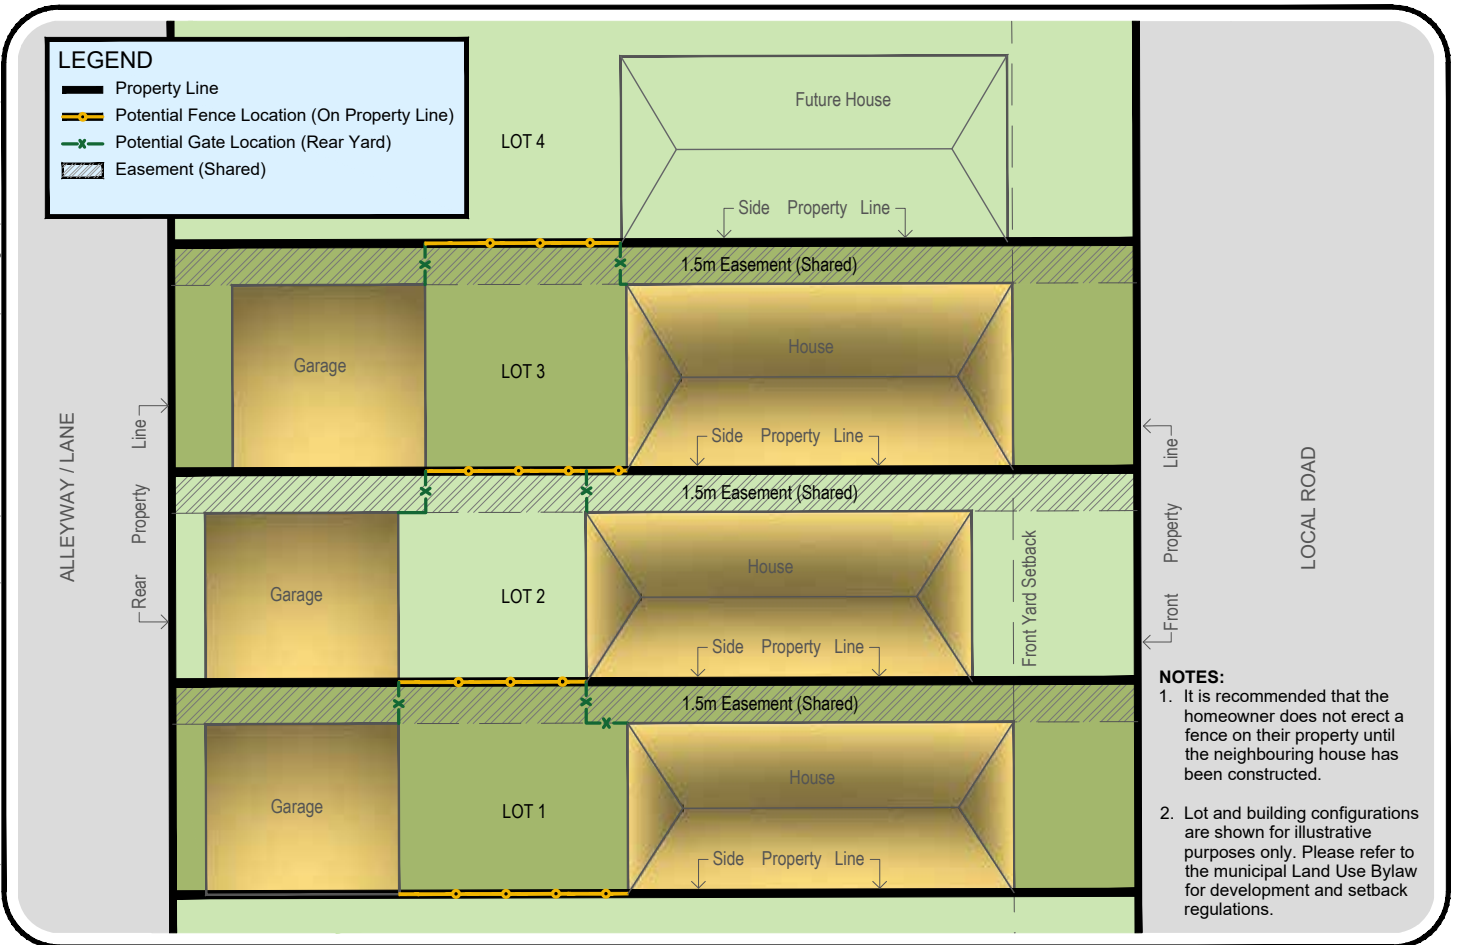 LEGEND
Property Line
Potential Fence Location (On Property Line)
Potential Gate Location (Rear Yard)
Easement (Shared)
Future House
LOT 4
Side Property Line
1.5m Easement (Shared)
House
Garage
LOT 3
Side Property Line
1.5m Easement (Shared)
House
Garage
LOT 2
Side Property Line
1.5m Easement (Shared)
House
Garage
LOT 1
Side Property Line
ALLEYWAY / LANE
Rear Property Line
Front Yard Setback
Front Property Line
LOCAL ROAD
NOTES:
1. It is recommended that the
homeowner does not erect a
fence on their property until
the neighbouring house has
been constructed.
2. Lot and building configurations
are shown for illustrative
purposes only. Please refer to
the municipal Land Use Bylaw
for development and setback
regulations.